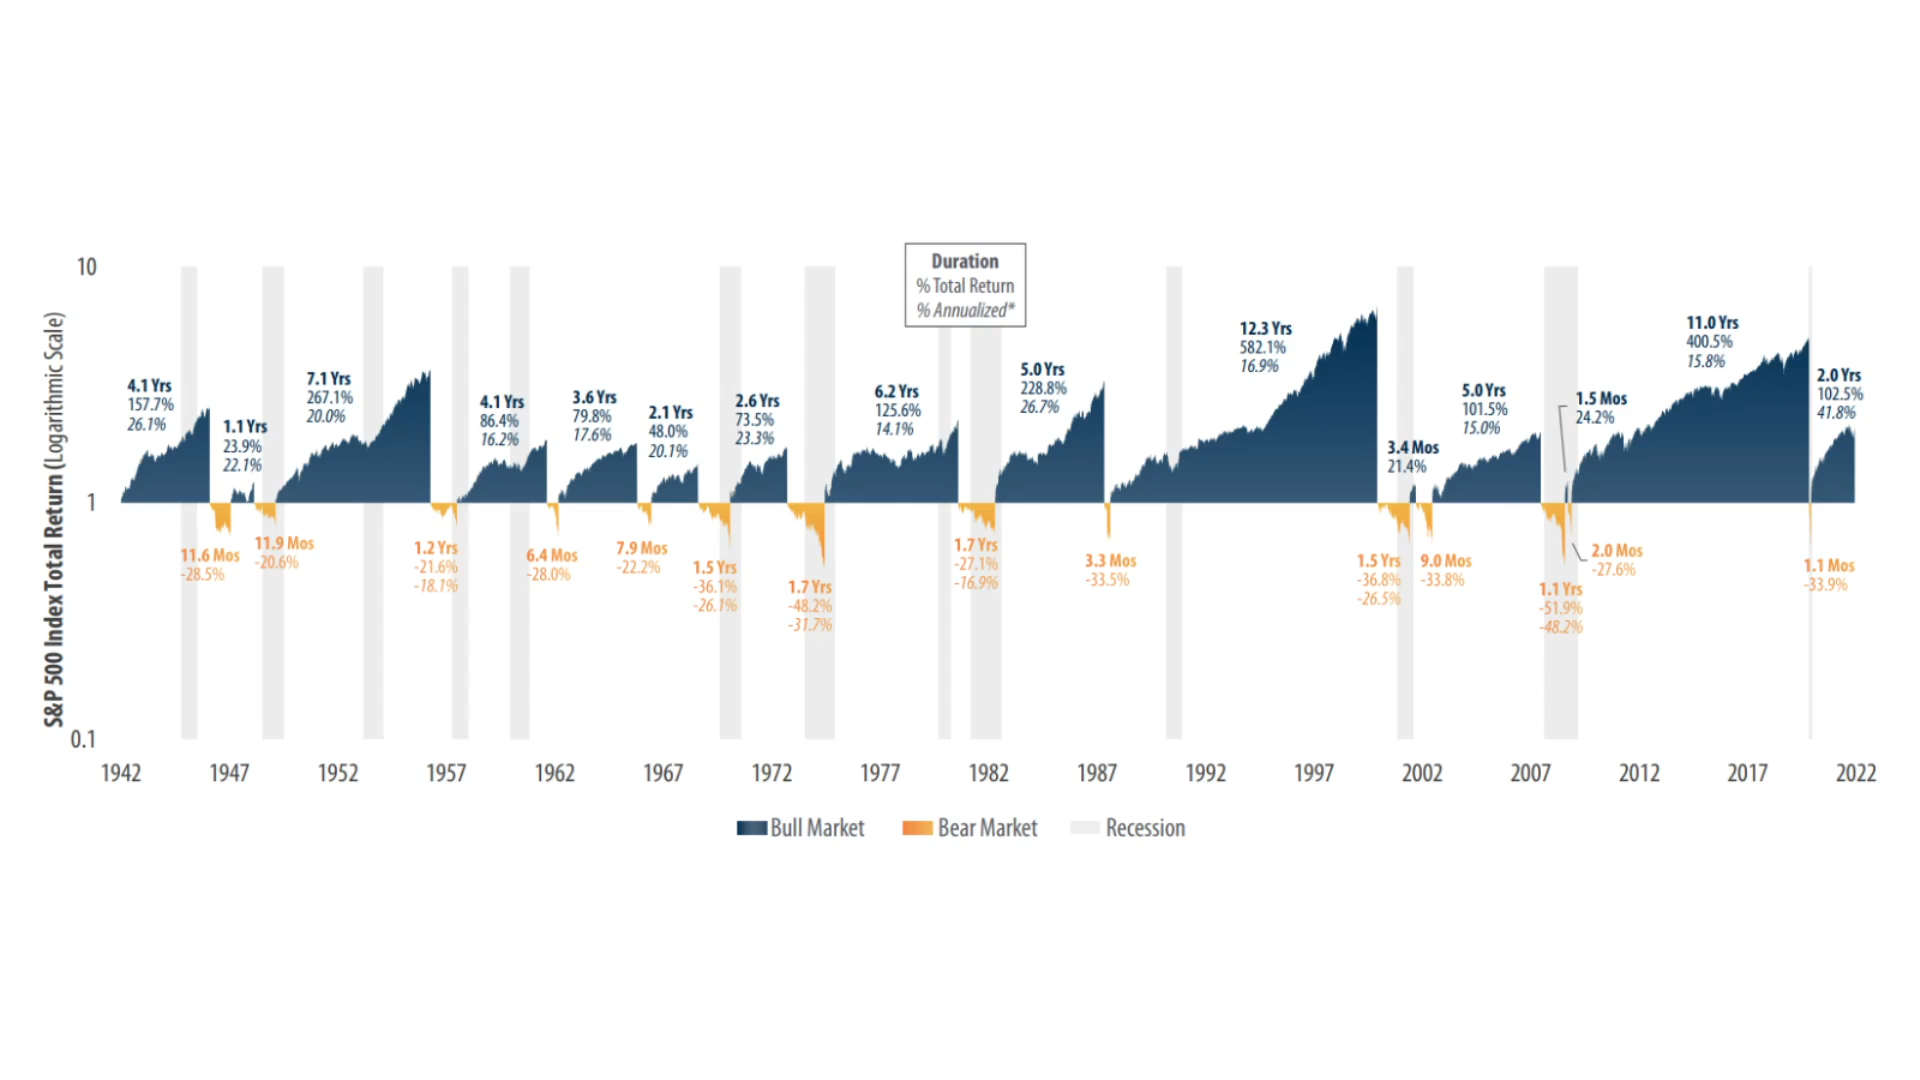 Duration
% Total Return
% Annualized*
S&P 500 Index Total Return (Logarithmic Scale)
10
1
0.1
4.1 Yrs
157.7%
26.1%
1.1 Yrs
23.9%
22.1%
7.1 Yrs
267.1%
20.0%
4.1 Yrs
86.4%
16.2%
3.6 Yrs
79.8%
17.6%
2.1 Yrs
48.0%
20.1%
2.6 Yrs
73.5%
23.3%
6.2 Yrs
125.6%
14.1%
5.0 Yrs
228.8%
26.7%
12.3 Yrs
582.1%
16.9%
3.4 Mos
21.4%
5.0 Yrs
101.5%
15.0%
1.5 Mos
24.2%
11.0 Yrs
400.5%
15.8%
2.0 Yrs
102.5%
41.8%
11.6 Mos
-28.5%
11.9 Mos
-20.6%
1.2 Yrs
-21.6%
-18.1%
6.4 Mos
-28.0%
7.9 Mos
-22.2%
1.5 Yrs
-36.1%
-26.1%
1.7 Yrs
-48.2%
-31.7%
1.7 Yrs
-27.1%
-16.9%
3.3 Mos
-33.5%
1.5 Yrs
-36.8%
-26.5%
9.0 Mos
-33.8%
1.1 Yrs
-51.9%
-48.2%
2.0 Mos
-27.6%
1.1 Mos
-33.9%
1942 1947 1952 1957 1962 1967 1972 1977 1982 1987 1992 1997 2002 2007 2012 2017 2022
Bull Market Bear Market Recession